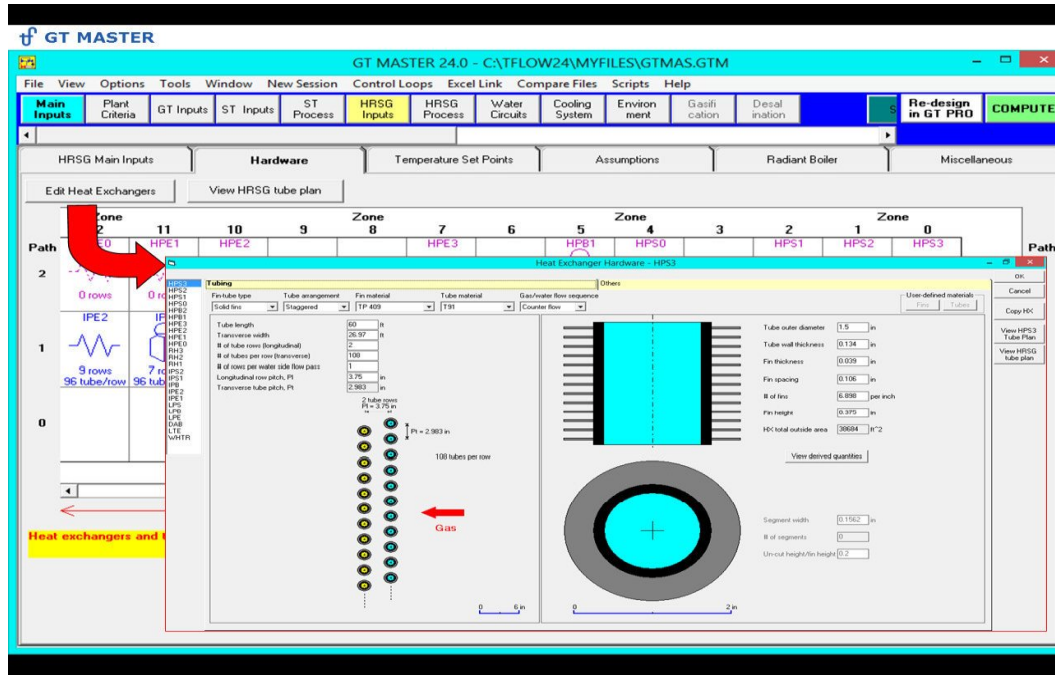 GT MASTER
GT MASTER 24.0 - C:\TFLOW24\MYFILES\GTMAS.GTM
File View Options Tools Window New Session Control Loops Excel Link Compare Files Scripts Help
Main Inputs
Plant Criteria
GT Inputs
ST Inputs
ST Process
HRSG Inputs
HRSG Process
Water Circuits
Cooling System
Environ ment
Gasifi cation
Desal ination
S
Re-design in GT PRO
COMPUTE
HRSG Main Inputs
Hardware
Temperature Set Points
Assumptions
Radiant Boiler
Miscellaneous
Edit Heat Exchangers
View HRSG tube plan
Zone Zone Zone Zone
2 11 10 9 8 7 6 5 4 3 2 1 0
Path HPE1 HPE2 HPE3 HPB1 HPS0 HPS1 HPS2 HPS3 Path
2
0 rows
IPE2
1
9 rows
96 tube/row
0
Heat exchangers and
Heat Exchanger Hardware - HPS3
HPS3
HPS2
HPS1
HPS0
HPB2
HPB1
HPE3
HPE2
HPE1
HPE0
RH3
RH2
RH1
IPS2
IPS1
IPB
IPE2
IPE1
LPS
LPB
LPE
DAB
LTE
WHTR
Tubing
Others
Fin-tube type Tube arrangement Fin material Tube material Gas/water flow sequence
Solid fins Staggered TP 409 T91 Counter flow
User-defined materials
Fins Tubes
OK
Cancel
Copy HX
View HPS3 Tube Plan
View HRSG tube plan
Tube length 60 ft
Transverse width 26.97 ft
# of tube rows (longitudinal) 2
# of tubes per row (transverse) 108
# of rows per water side flow pass 1
Longitudinal row pitch, Pl 3.75 in
Transverse tube pitch, Pt 2.983 in
2 tube rows
Pl = 3.75 in
Pt = 2.983 in
108 tubes per row
Gas
0 6 in
Tube outer diameter 1.5 in
Tube wall thickness 0.134 in
Fin thickness 0.039 in
Fin spacing 0.106 in
# of fins 6.898 per inch
Fin height 0.375 in
HX total outside area 38684 ft^2
View derived quantities
Segment width 0.1562 in
# of segments 0
Un-cut height/fin height 0.2
0 2 in